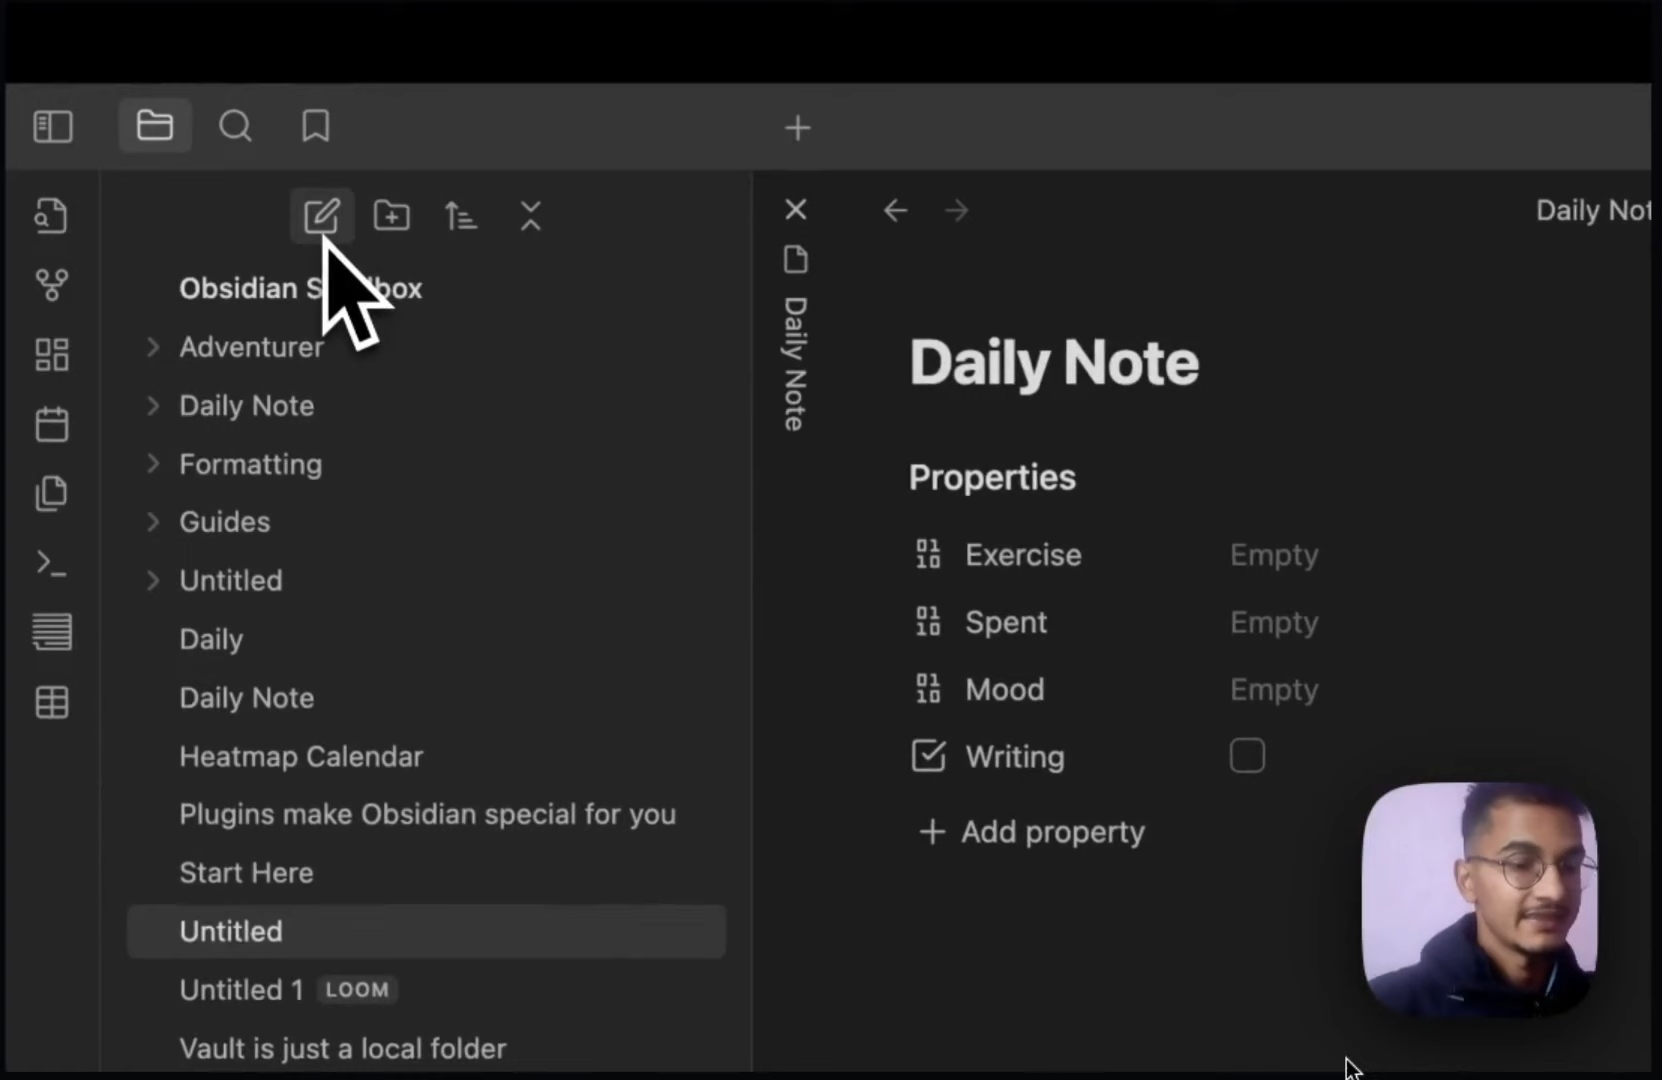 Obsidian S box
Adventurer
Daily Note
Formatting
Guides
Untitled
Daily
Daily Note
Heatmap Calendar
Plugins make Obsidian special for you
Start Here
Untitled
Untitled 1 LOOM
Vault is just a local folder
Daily Note
Daily Not
Daily Note
Properties
Exercise Empty
Spent Empty
Mood Empty
Writing
Add property